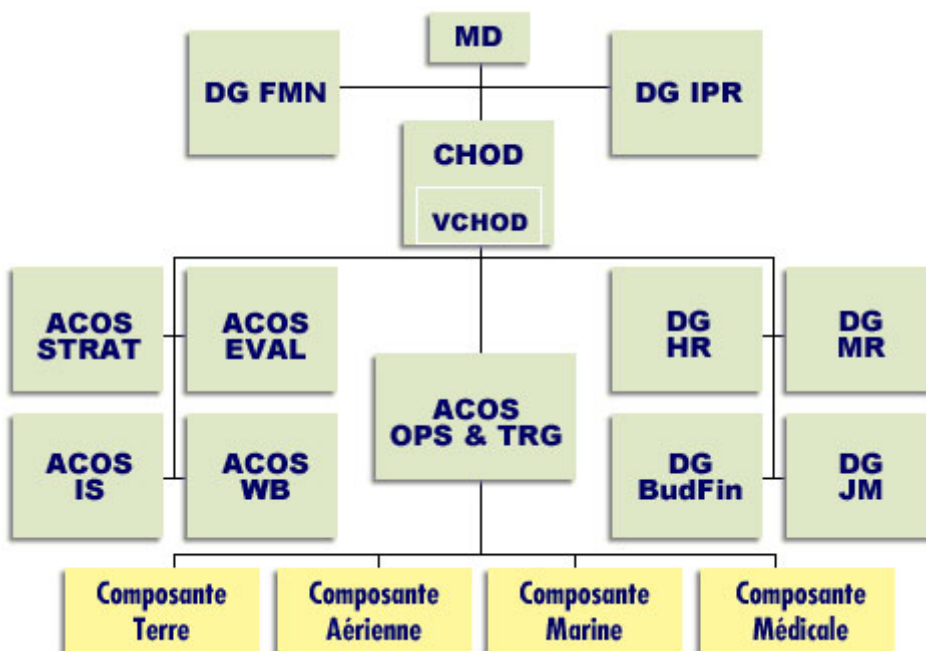 MD
DG FMN
DG IPR
CHOD
VCHOD
ACOS
STRAT
ACOS
EVAL
DG
HR
DG
MR
ACOS
OPS & TRG
ACOS
IS
ACOS
WB
DG
BudFin
DG
JM
Composante
Terre
Composante
Aérienne
Composante
Marine
Composante
Médicale